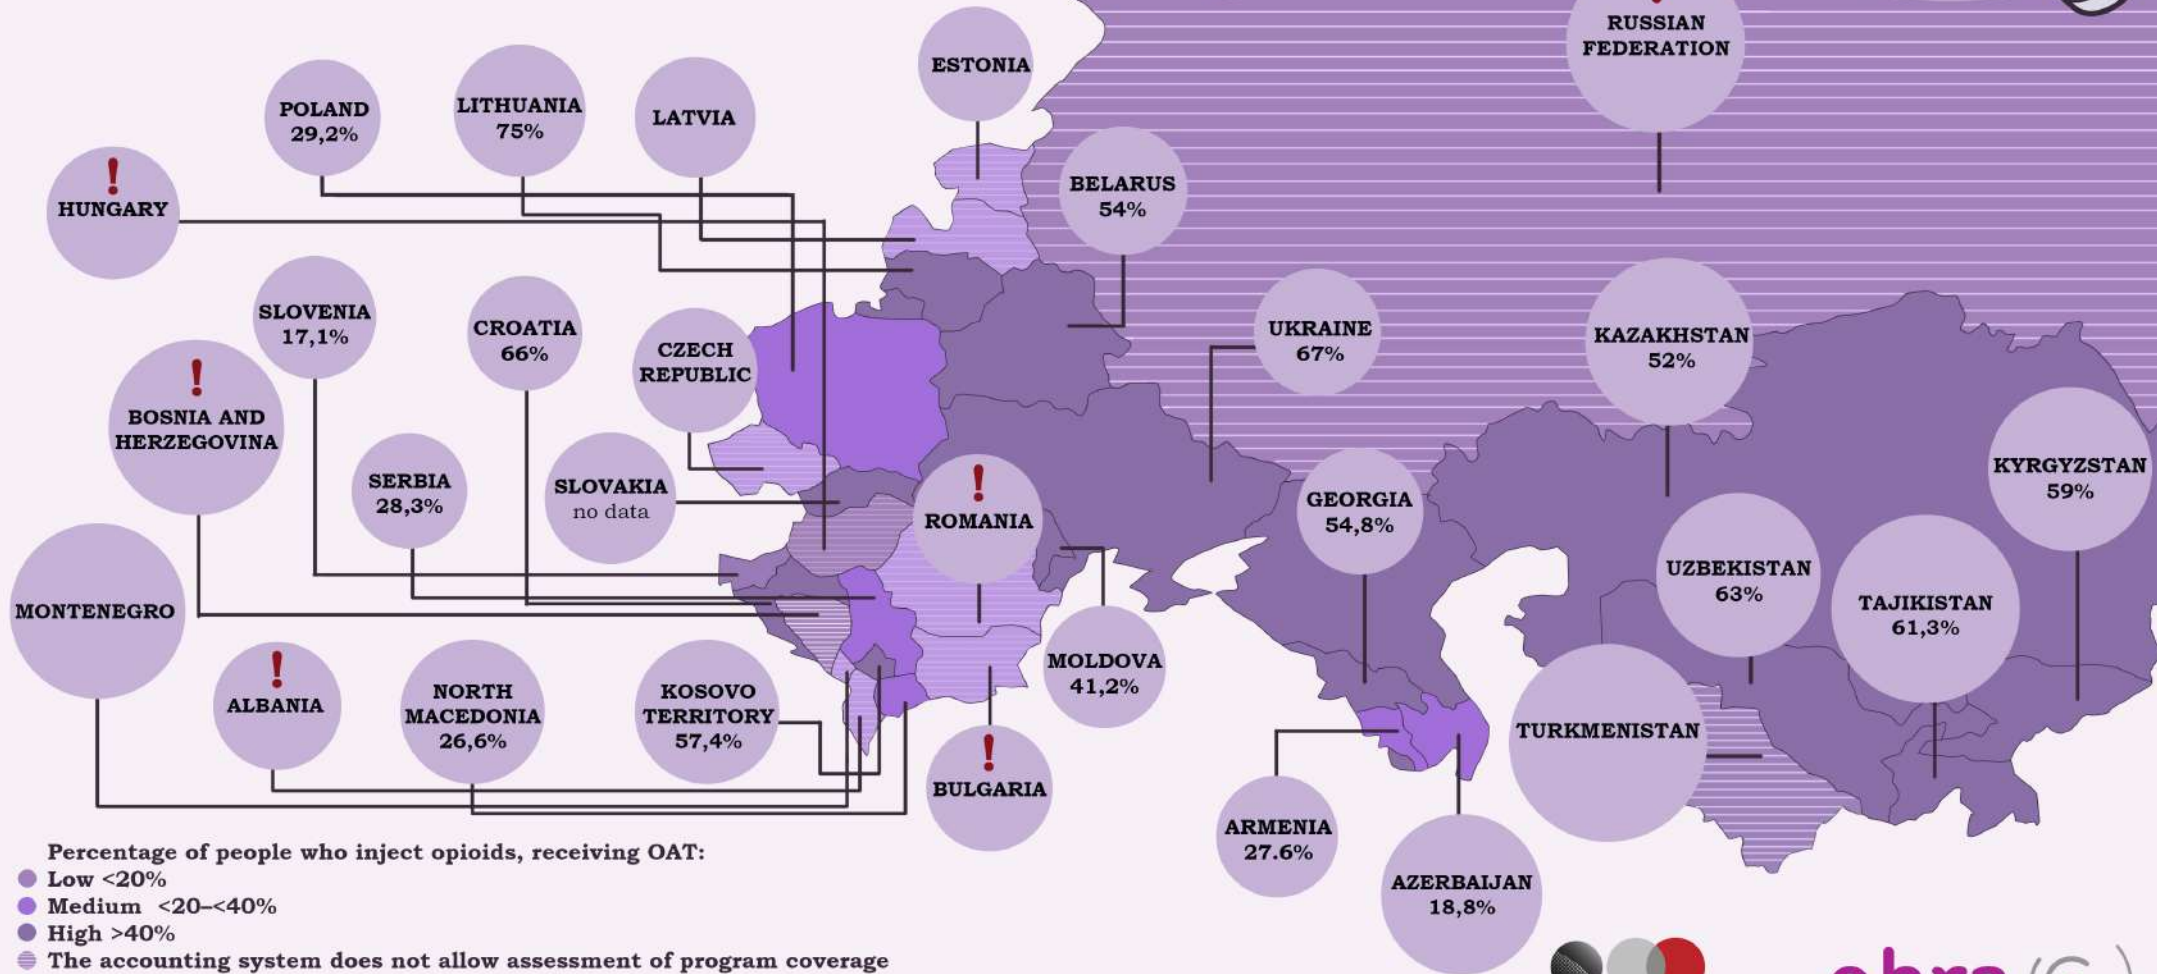 RUSSIAN
FEDERATION
ESTONIA
POLAND
29,2%
LITHUANIA
75%
LATVIA
!
HUNGARY
BELARUS
54%
SLOVENIA
17,1%
CROATIA
66%
CZECH
REPUBLIC
UKRAINE
67%
KAZAKHSTAN
52%
!
BOSNIA AND
HERZEGOVINA
SERBIA
28,3%
SLOVAKIA
no data
!
ROMANIA
GEORGIA
54,8%
KYRGYZSTAN
59%
MONTENEGRO
UZBEKISTAN
63%
TAJIKISTAN
61,3%
!
ALBANIA
NORTH
MACEDONIA
26,6%
KOSOVO
TERRITORY
57,4%
MOLDOVA
41,2%
TURKMENISTAN
!
BULGARIA
ARMENIA
27.6%
AZERBAIJAN
18,8%
Percentage of people who inject opioids, receiving OAT:
Low <20%
Medium <20–<40%
High >40%
The accounting system does not allow assessment of program coverage